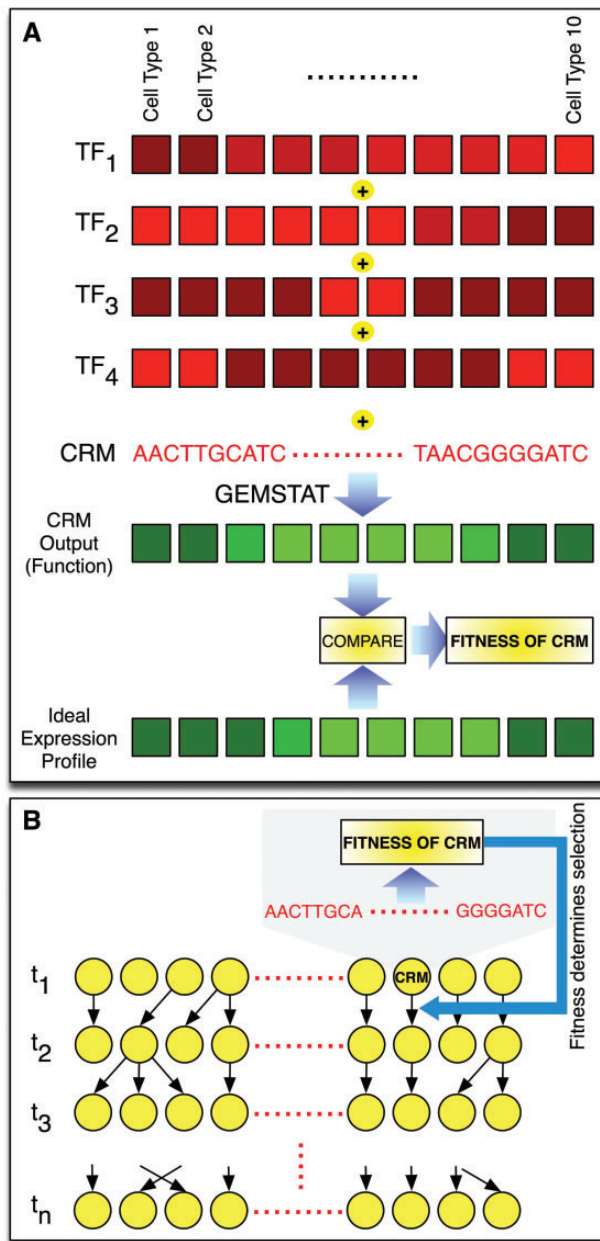 A
Cell Type 1
Cell Type 2
Cell Type 10
TF1
+
TF2
+
TF3
+
TF4
+
CRM AACTTGCATC TAACGGGGATC
GEMSTAT
CRM
Output
(Function)
COMPARE
FITNESS OF CRM
Ideal
Expression
Profile
B
FITNESS OF CRM
AACTTGCA GGGGATC
Fitness determines selection
t1
CRM
t2
t3
tn